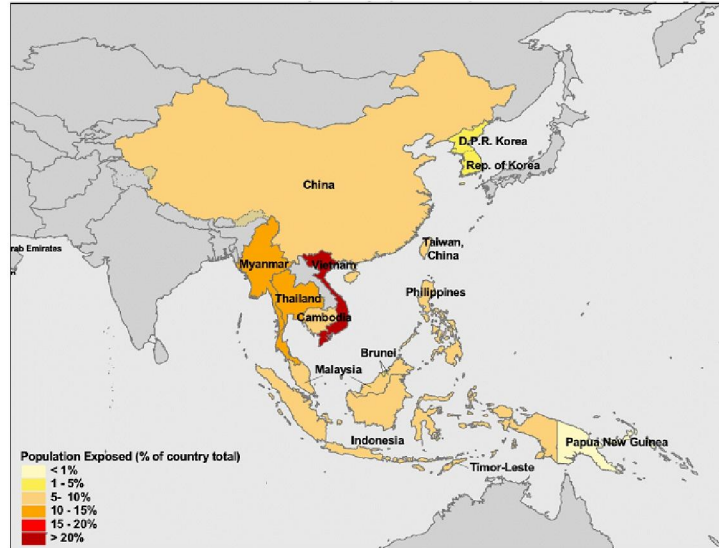 D.P.R. Korea
Rep. of Korea
China
Taiwan,
China
rab Emirates
Myanmar
Vietnam
Thailand
Philippines
Cambodia
Brunei
Malaysia
Indonesia
Papua New Guinea
Timor-Leste
Population Exposed (% of country total)
< 1%
1 - 5%
5- 10%
10 - 15%
15 - 20%
> 20%